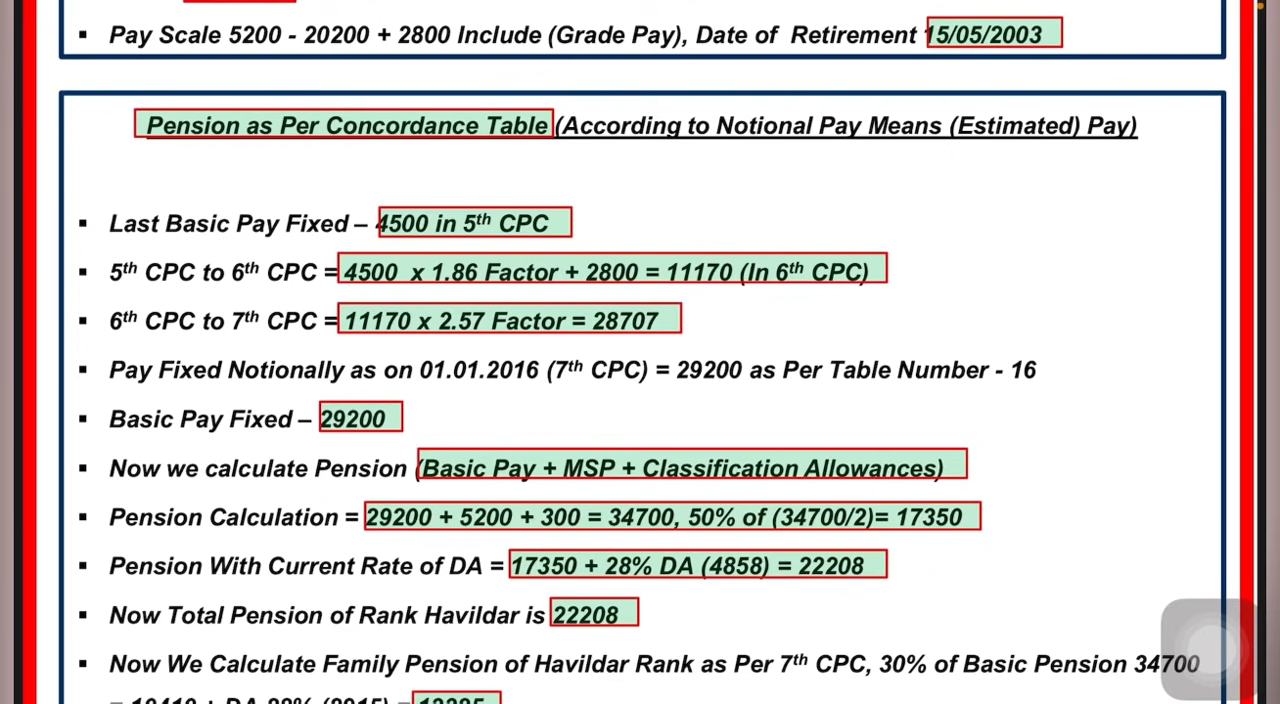 ▪ Pay Scale 5200 - 20200 + 2800 Include (Grade Pay), Date of Retirement 15/05/2003
Pension as Per Concordance Table (According to Notional Pay Means (Estimated) Pay)
▪ Last Basic Pay Fixed – 4500 in 5th CPC
▪ 5th CPC to 6th CPC = 4500 x 1.86 Factor + 2800 = 11170 (In 6th CPC)
▪ 6th CPC to 7th CPC = 11170 x 2.57 Factor = 28707
▪ Pay Fixed Notionally as on 01.01.2016 (7th CPC) = 29200 as Per Table Number - 16
▪ Basic Pay Fixed – 29200
▪ Now we calculate Pension (Basic Pay + MSP + Classification Allowances)
▪ Pension Calculation = 29200 + 5200 + 300 = 34700, 50% of (34700/2)= 17350
▪ Pension With Current Rate of DA = 17350 + 28% DA (4858) = 22208
▪ Now Total Pension of Rank Havildar is 22208
▪ Now We Calculate Family Pension of Havildar Rank as Per 7th CPC, 30% of Basic Pension 34700
= 10410 + DA 28% (2915) =